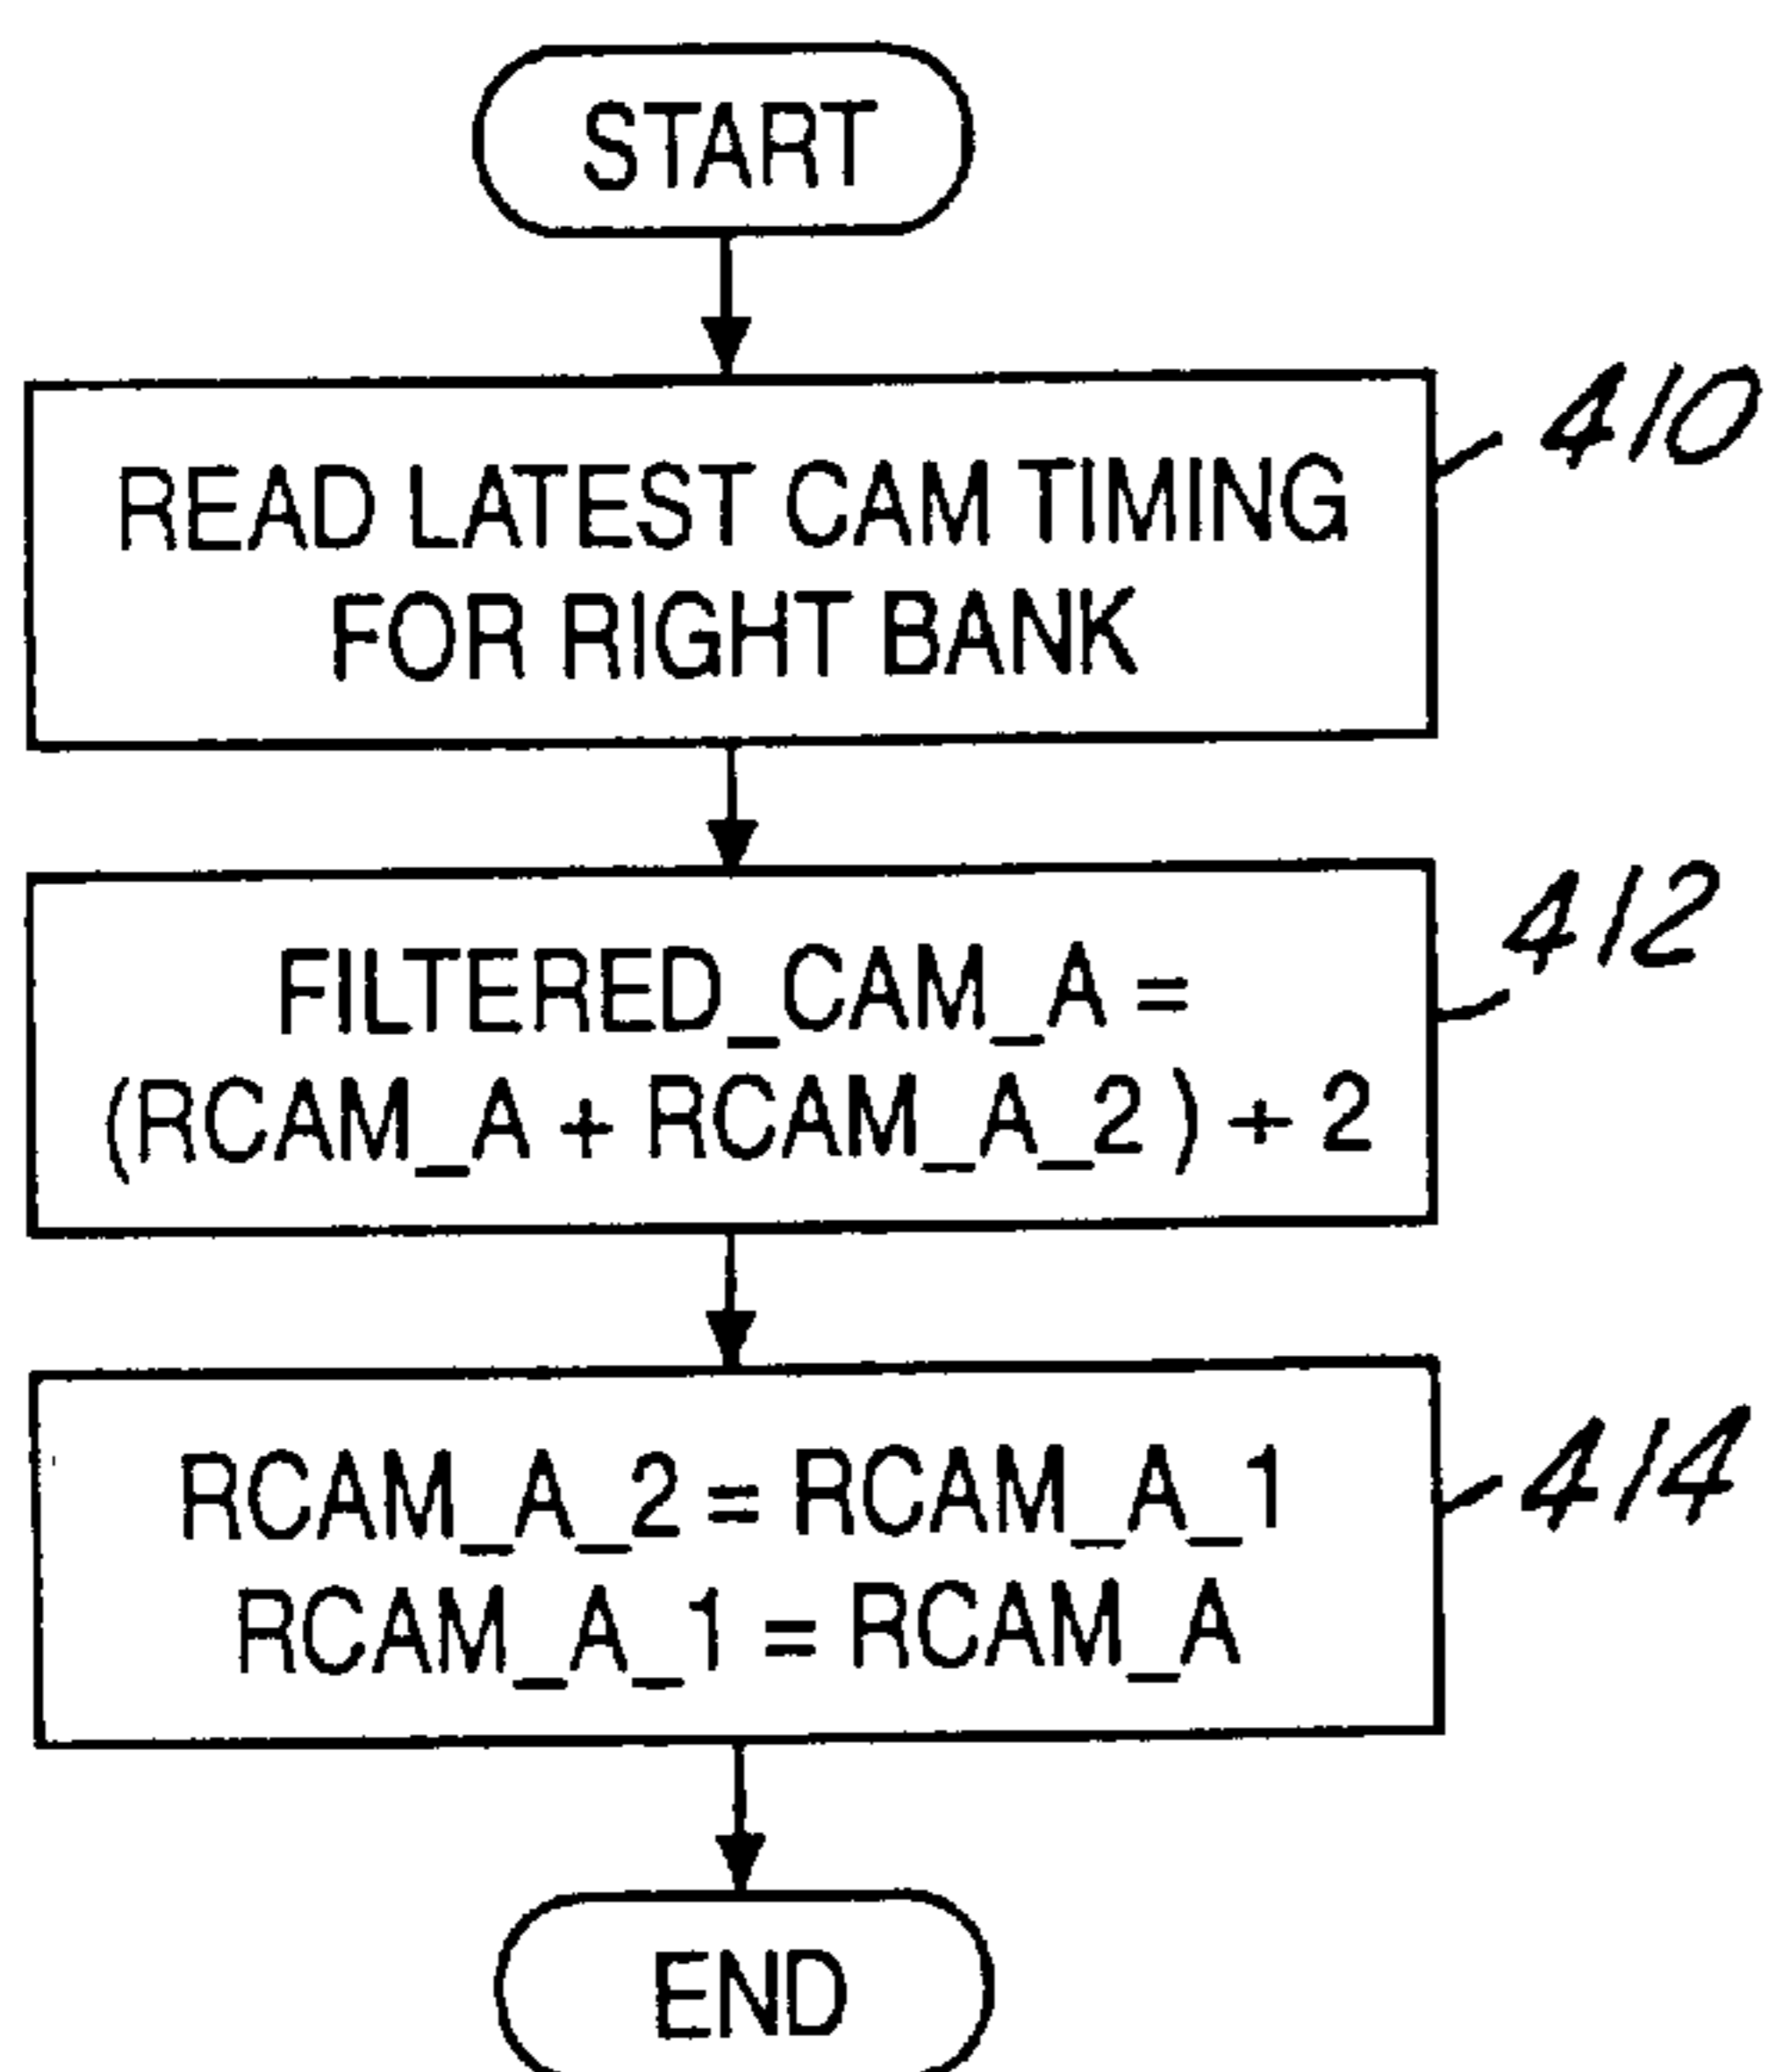 START
READ LATEST CAM TIMING
FOR RIGHT BANK
410
FILTERED_CAM_A =
(RCAM_A + RCAM_A_2) + 2
412
RCAM_A_2 = RCAM_A_1
RCAM_A_1 = RCAM_A
414
END